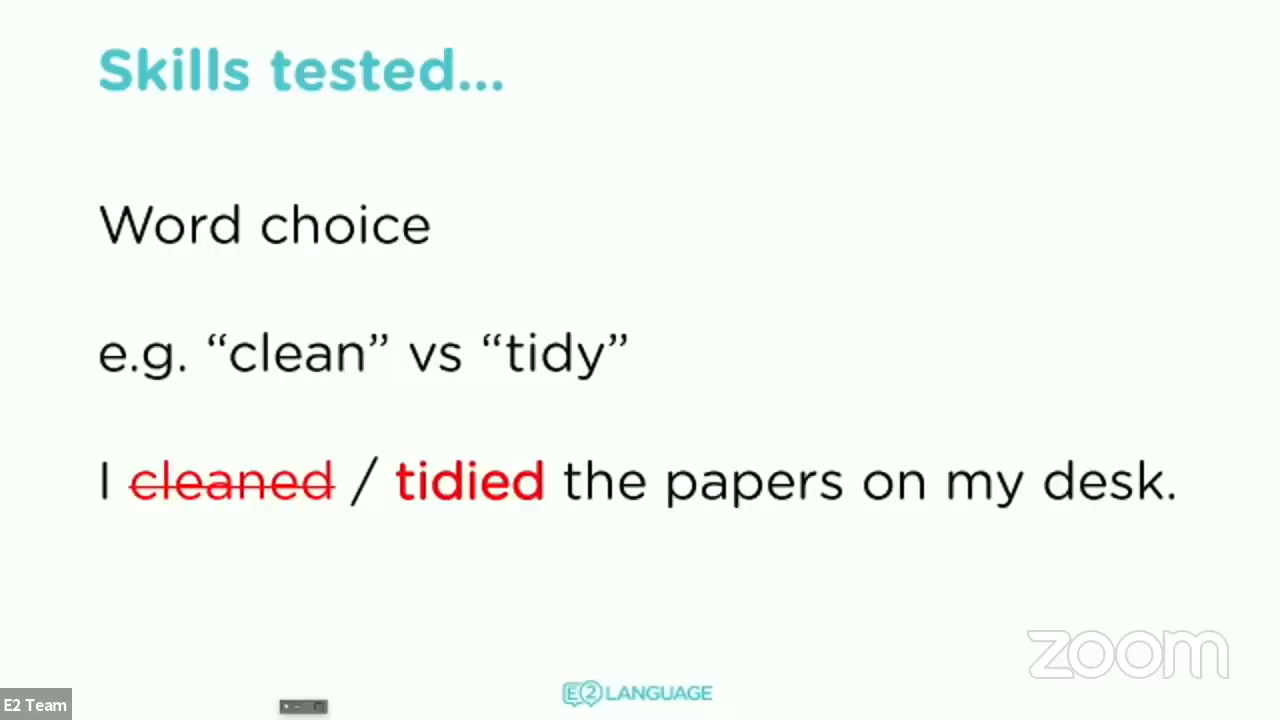 Skills tested...
Word choice
e.g. “clean” vs “tidy”
I cleaned / tidied the papers on my desk.
zoom
E2 LANGUAGE
E2 Team